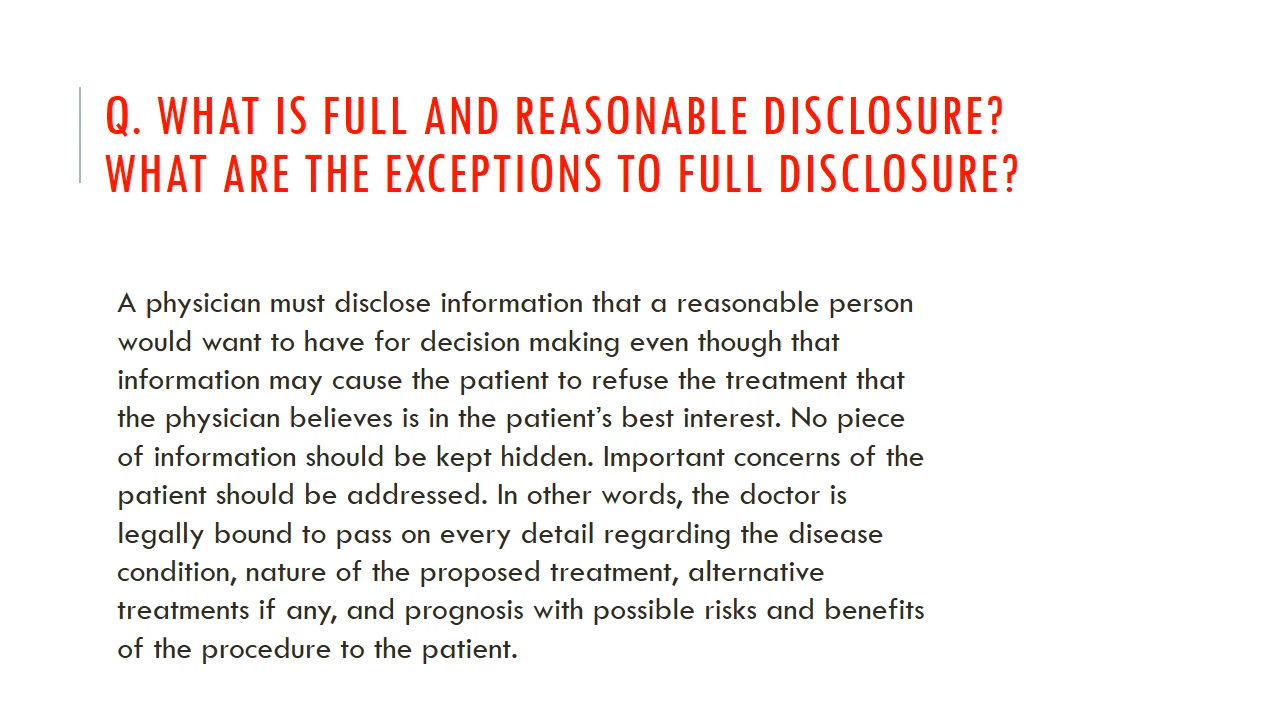 Q. WHAT IS FULL AND REASONABLE DISCLOSURE?
WHAT ARE THE EXCEPTIONS TO FULL DISCLOSURE?
A physician must disclose information that a reasonable person
would want to have for decision making even though that
information may cause the patient to refuse the treatment that
the physician believes is in the patient’s best interest. No piece
of information should be kept hidden. Important concerns of the
patient should be addressed. In other words, the doctor is
legally bound to pass on every detail regarding the disease
condition, nature of the proposed treatment, alternative
treatments if any, and prognosis with possible risks and benefits
of the procedure to the patient.